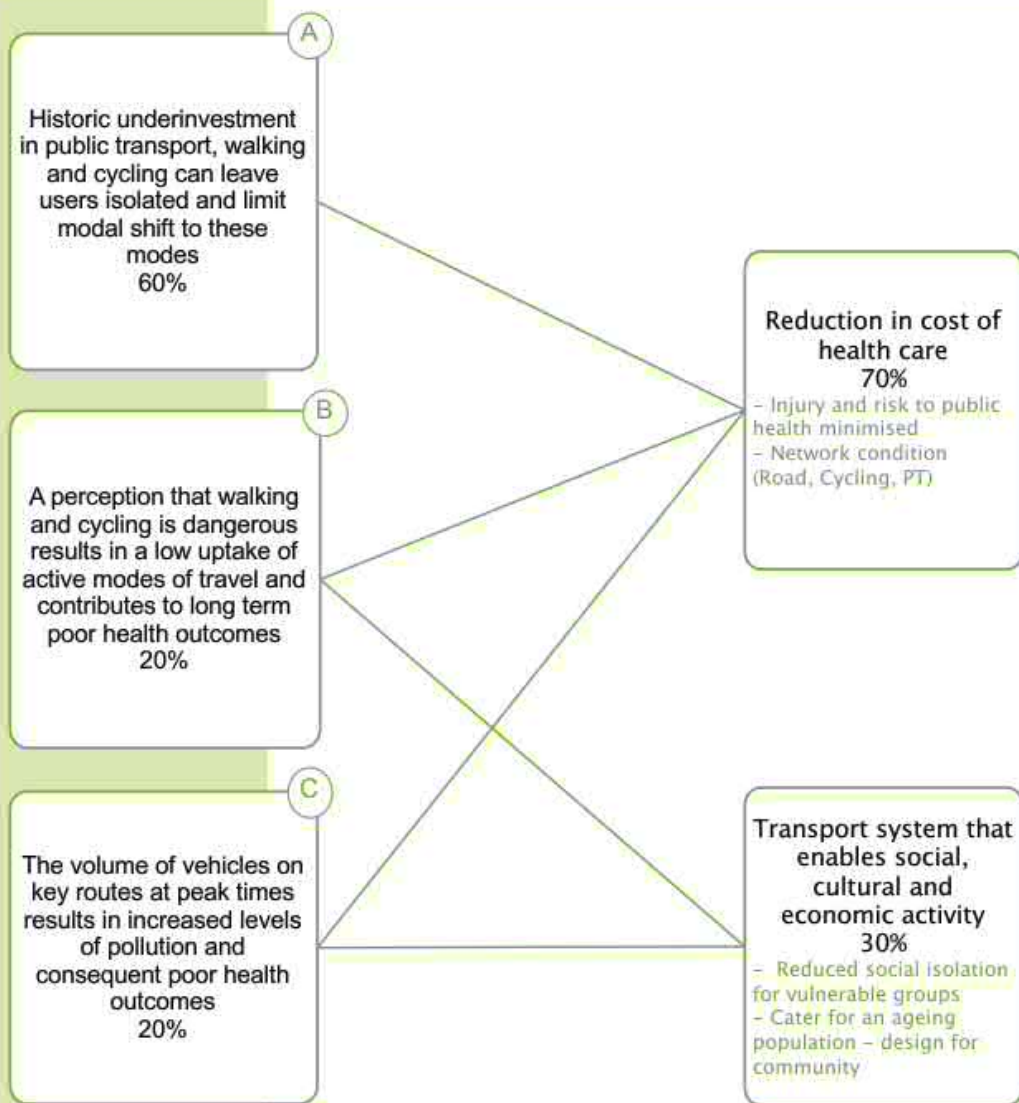 A
Historic underinvestment
in public transport, walking
and cycling can leave
users isolated and limit
modal shift to these
modes
60%
B
A perception that walking
and cycling is dangerous
results in a low uptake of
active modes of travel and
contributes to long term
poor health outcomes
20%
C
The volume of vehicles on
key routes at peak times
results in increased levels
of pollution and
consequent poor health
outcomes
20%
Reduction in cost of
health care
70%
– Injury and risk to public
health minimised
– Network condition
(Road, Cycling, PT)
Transport system that
enables social,
cultural and
economic activity
30%
– Reduced social isolation
for vulnerable groups
– Cater for an ageing
population – design for
community